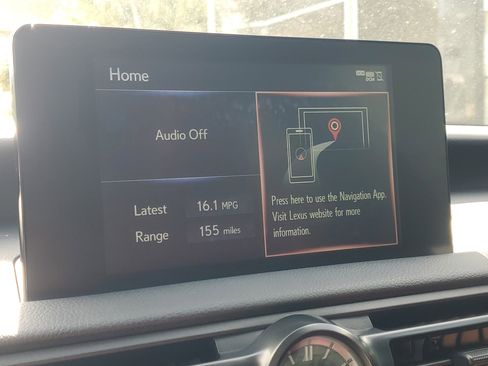 Home
DCM
Audio Off
Press here to use the Navigation App.
Visit Lexus website for more
information.
Latest 16.1 MPG
Range 155 miles